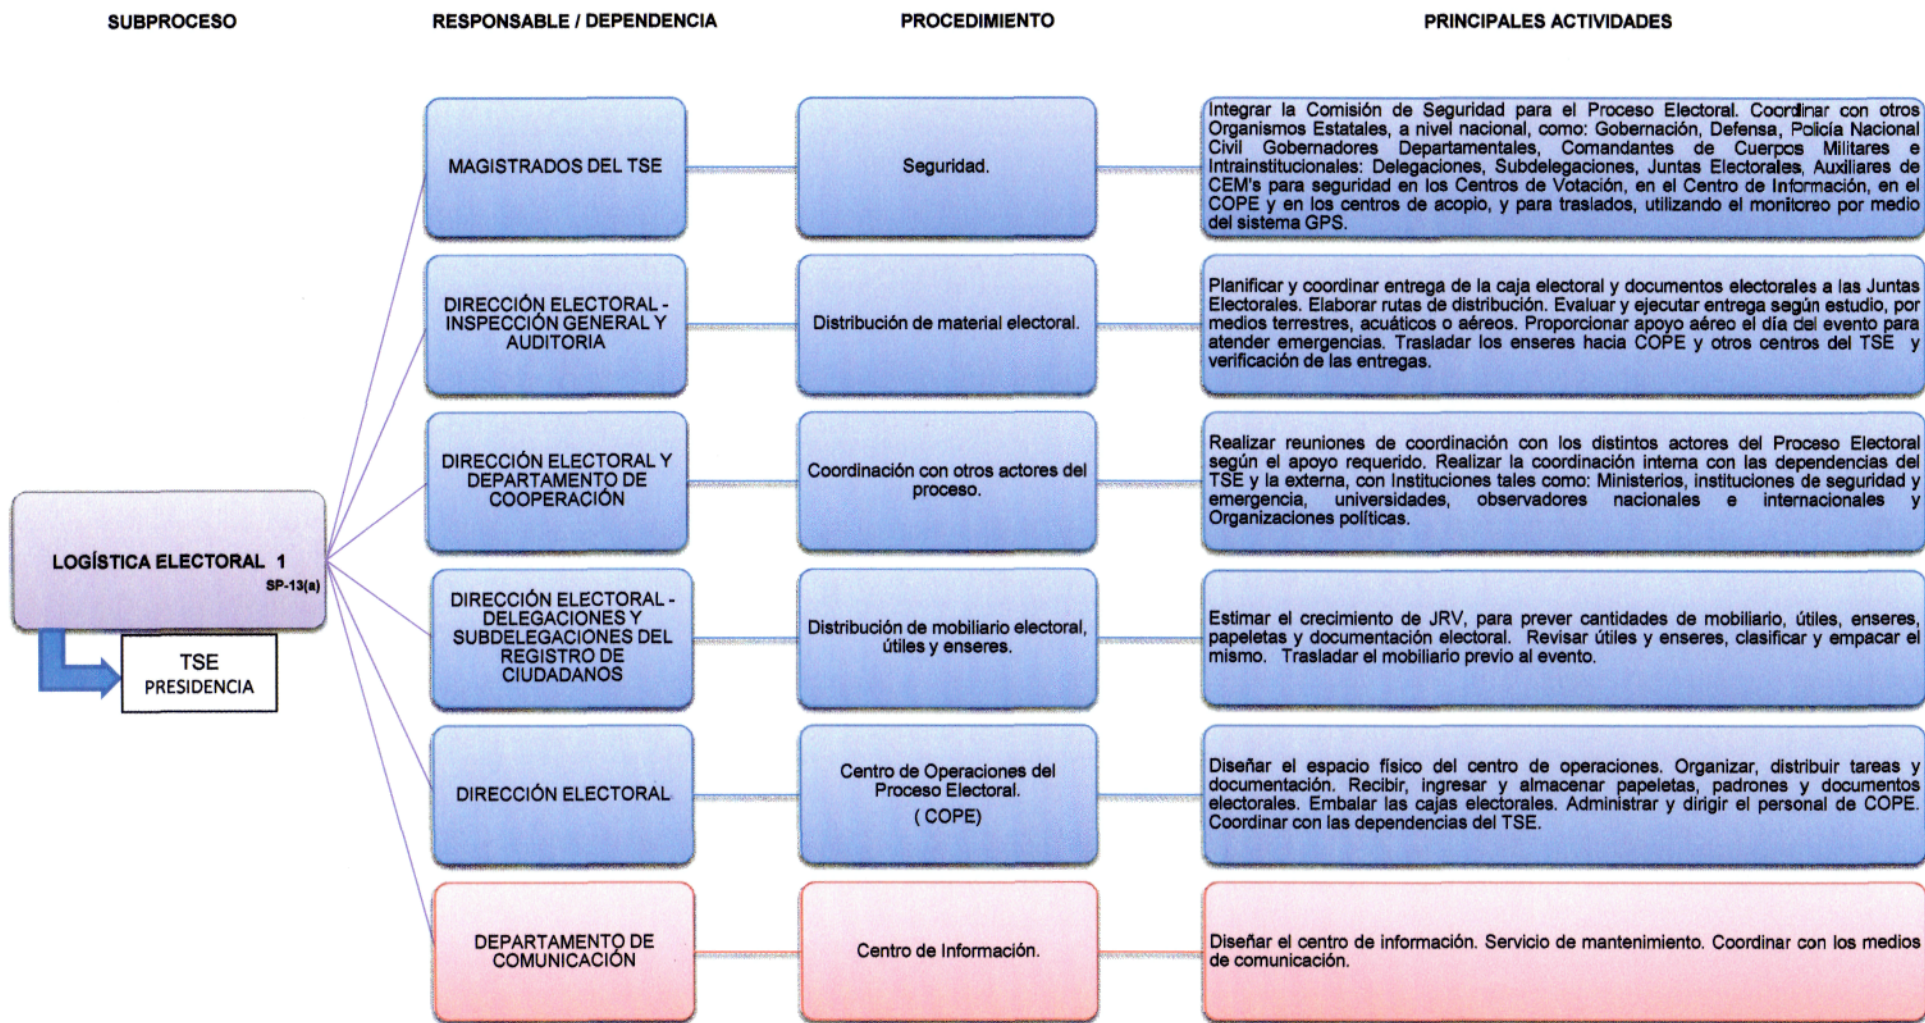 SUBPROCESO
RESPONSABLE / DEPENDENCIA
PROCEDIMIENTO
PRINCIPALES ACTIVIDADES
LOGÍSTICA ELECTORAL 1
SP-13(a)
TSE
PRESIDENCIA
MAGISTRADOS DEL TSE
Seguridad.
Integrar la Comisión de Seguridad para el Proceso Electoral. Coordinar con otros
Organismos Estatales, a nivel nacional, como: Gobernación, Defensa, Policía Nacional
Civil Gobernadores Departamentales, Comandantes de Cuerpos Militares e
Intrainstitucionales: Delegaciones, Subdelegaciones, Juntas Electorales, Auxiliares de
CEM's para seguridad en los Centros de Votación, en el Centro de Información, en el
COPE y en los centros de acopio, y para traslados, utilizando el monitoreo por medio
del sistema GPS.
DIRECCIÓN ELECTORAL -
INSPECCIÓN GENERAL Y
AUDITORIA
Distribución de material electoral.
Planificar y coordinar entrega de la caja electoral y documentos electorales a las Juntas
Electorales. Elaborar rutas de distribución. Evaluar y ejecutar entrega según estudio, por
medios terrestres, acuáticos o aéreos. Proporcionar apoyo aéreo el día del evento para
atender emergencias. Trasladar los enseres hacia COPE y otros centros del TSE y
verificación de las entregas.
DIRECCIÓN ELECTORAL Y
DEPARTAMENTO DE
COOPERACIÓN
Coordinación con otros actores del
proceso.
Realizar reuniones de coordinación con los distintos actores del Proceso Electoral
según el apoyo requerido. Realizar la coordinación interna con las dependencias del
TSE y la externa, con Instituciones tales como: Ministerios, instituciones de seguridad y
emergencia, universidades, observadores nacionales e internacionales y
Organizaciones políticas.
DIRECCIÓN ELECTORAL -
DELEGACIONES Y
SUBDELEGACIONES DEL
REGISTRO DE
CIUDADANOS
Distribución de mobiliario electoral,
útiles y enseres.
Estimar el crecimiento de JRV, para prever cantidades de mobiliario, útiles, enseres,
papeletas y documentación electoral. Revisar útiles y enseres, clasificar y empacar el
mismo. Trasladar el mobiliario previo al evento.
DIRECCIÓN ELECTORAL
Centro de Operaciones del
Proceso Electoral.
( COPE)
Diseñar el espacio físico del centro de operaciones. Organizar, distribuir tareas y
documentación. Recibir, ingresar y almacenar papeletas, padrones y documentos
electorales. Embalar las cajas electorales. Administrar y dirigir el personal de COPE.
Coordinar con las dependencias del TSE.
DEPARTAMENTO DE
COMUNICACIÓN
Centro de Información.
Diseñar el centro de información. Servicio de mantenimiento. Coordinar con los medios
de comunicación.